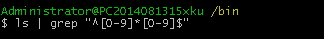 Administrator@PC2014081315xku /bin
$ ls | grep "^[0-9]*[0-9]$"